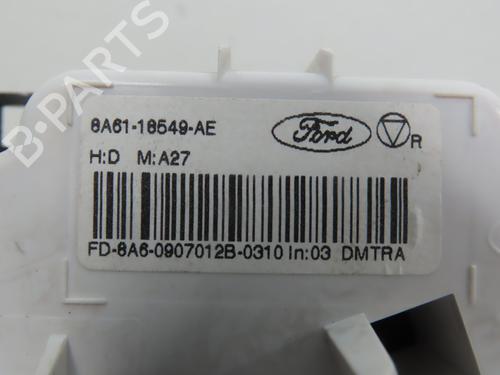 B-PARTS
8A61-18549-AE
Ford
R
H:D M:A27
FD-8A6-0907012B-0310 In:03 DMTRA